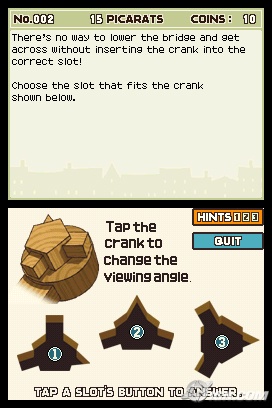 No.002 15 PICARATS COINS: 10
There's no way to lower the bridge and get
across without inserting the crank into the
correct slot!
Choose the slot that fits the crank
shown below.
HINTS 1 2 3
QUIT
Tap the
crank to
change the
viewing angle.
1
2
3
TAP A SLOT'S BUTTON TO ANSWER.